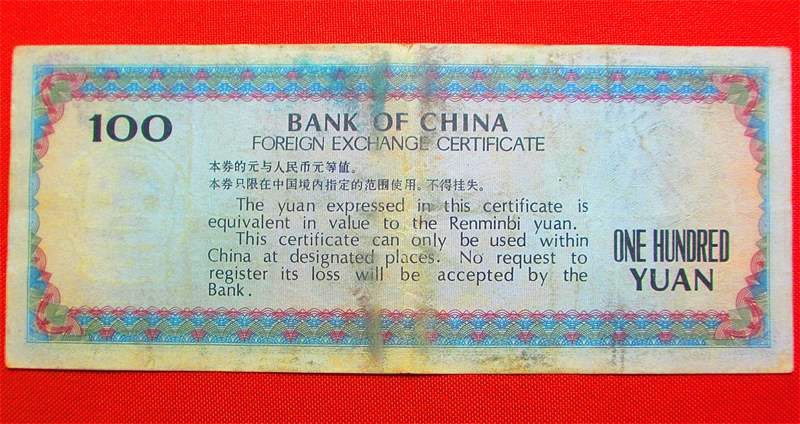 100
BANK OF CHINA
FOREIGN EXCHANGE CERTIFICATE
本券的元与人民币元等值。
本券只限在中国境内指定的范围使用。不得挂失。
The yuan expressed in this certificate is
equivalent in value to the Renminbi yuan.
This certificate can only be used within
China at designated places. No request to
register its loss will be accepted by the
Bank.
ONE HUNDRED
YUAN